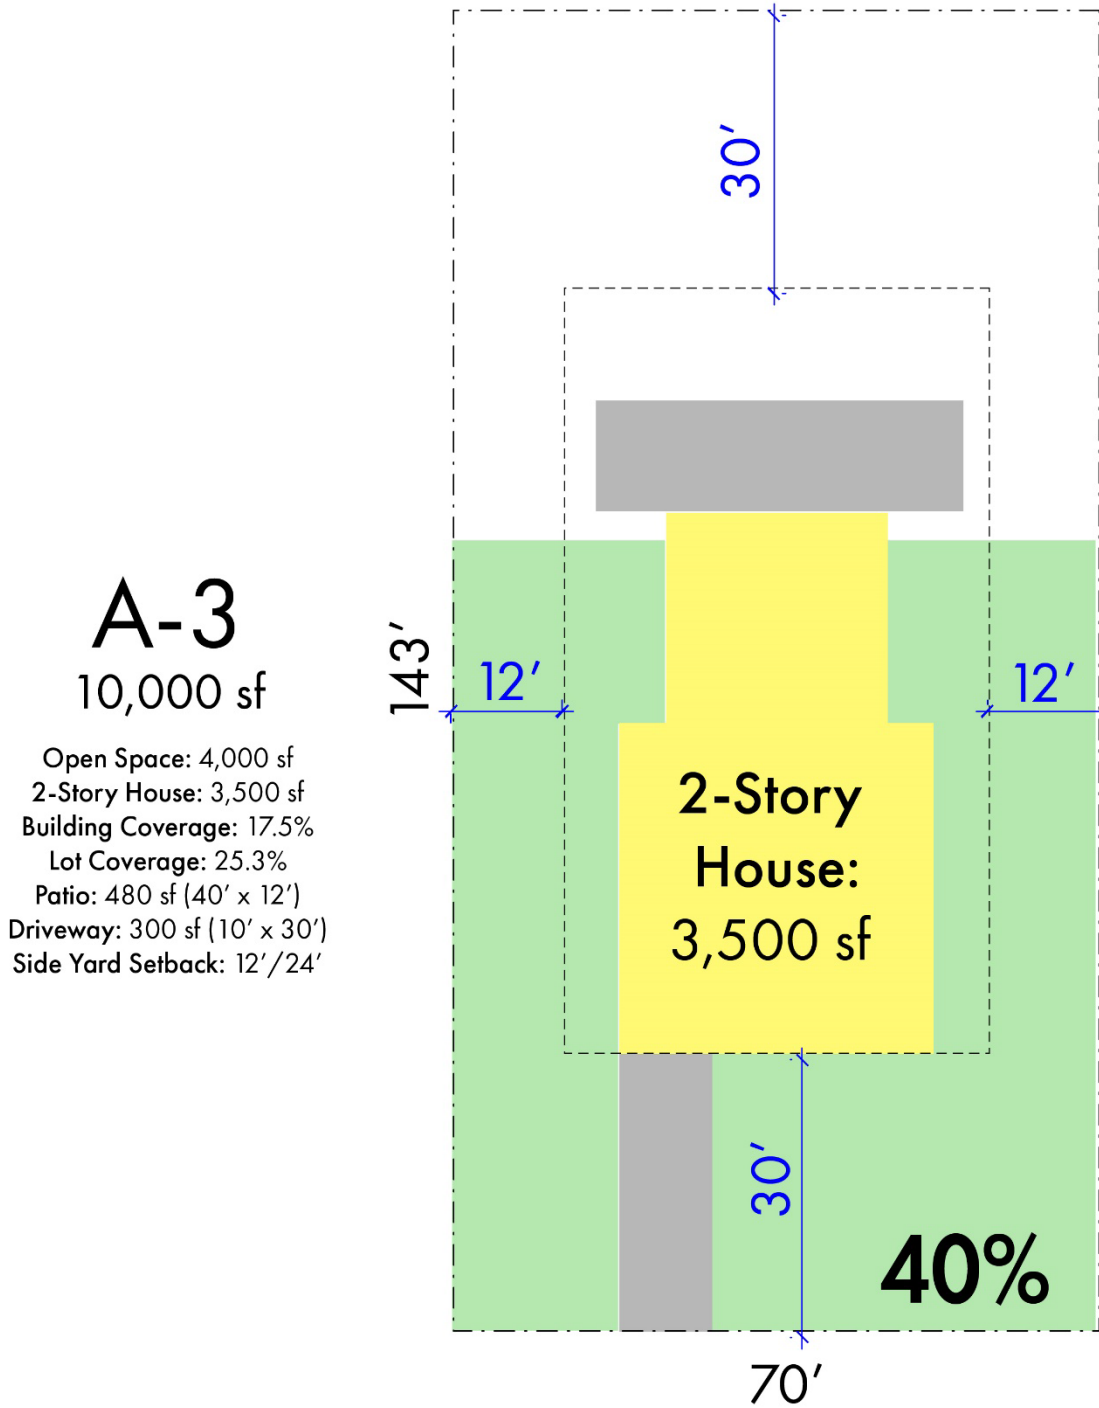 30′
A-3
10,000 sf
Open Space: 4,000 sf
2-Story House: 3,500 sf
Building Coverage: 17.5%
Lot Coverage: 25.3%
Patio: 480 sf (40′ x 12′)
Driveway: 300 sf (10′ x 30′)
Side Yard Setback: 12′/24′
143′
12′
12′
2-Story
House:
3,500 sf
30′
40%
70′